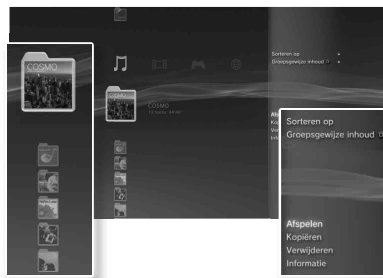 COSMO
Sorteren op
Groepsgewijze inhoud
COSMO
Sorteren op
Groepsgewijze inhoud
Afspelen
Kopiëren
Verwijderen
Informatie